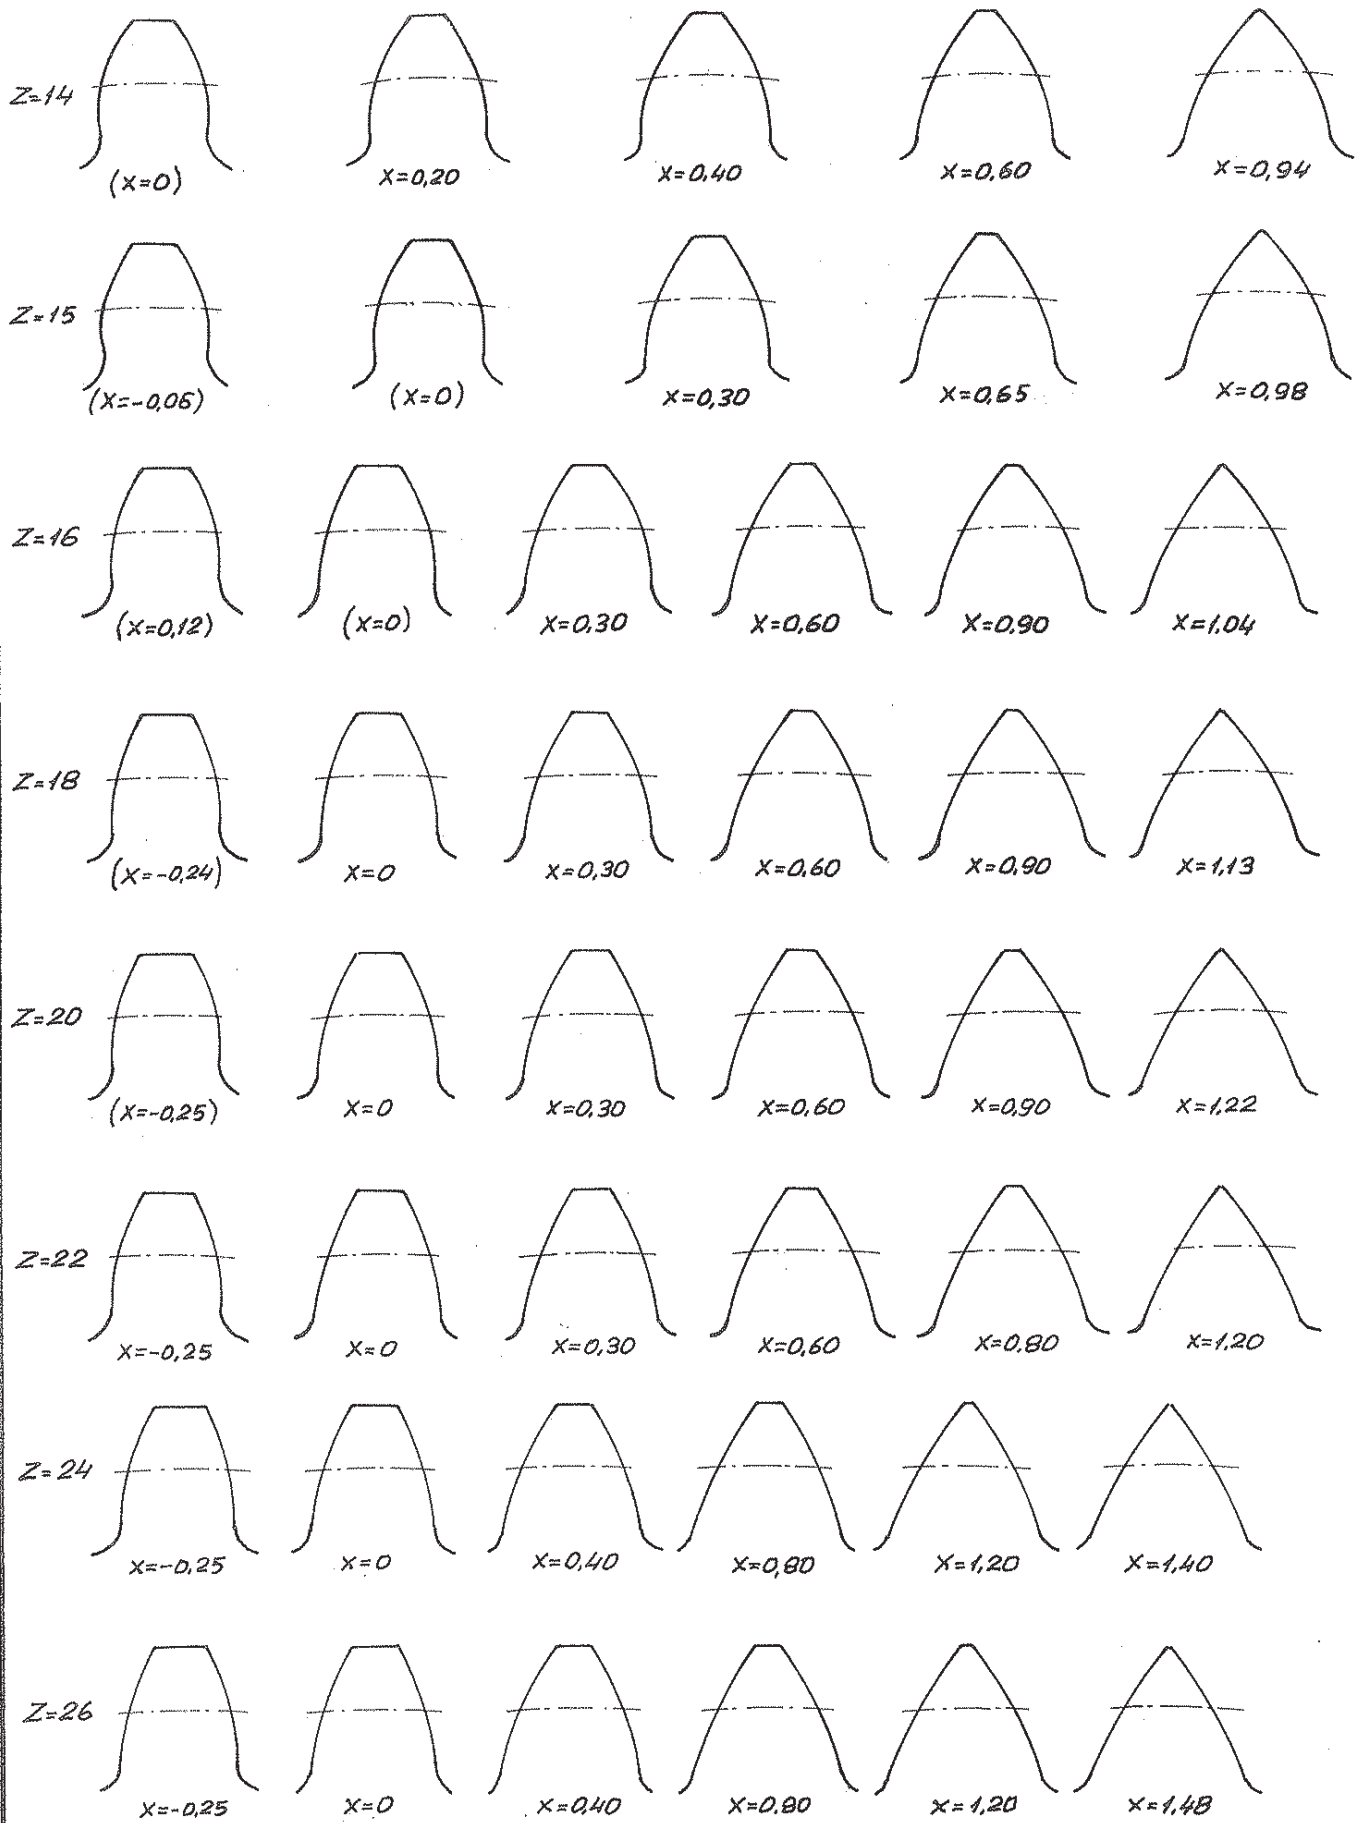 Z=14
(x=0) x=0,20 x=0,40 x=0,60 x=0,94
Z=15
(x=-0,06) (x=0) x=0,30 x=0,65 x=0,98
Z=16
(x=0,12) (x=0) x=0,30 x=0,60 x=0,90 x=1,04
Z=18
(x=-0,24) x=0 x=0,30 x=0,60 x=0,90 x=1,13
Z=20
(x=-0,25) x=0 x=0,30 x=0,60 x=0,90 x=1,22
Z=22
x=-0,25 x=0 x=0,30 x=0,60 x=0,80 x=1,20
Z=24
x=-0,25 x=0 x=0,40 x=0,80 x=1,20 x=1,40
Z=26
x=-0,25 x=0 x=0,40 x=0,80 x=1,20 x=1,48